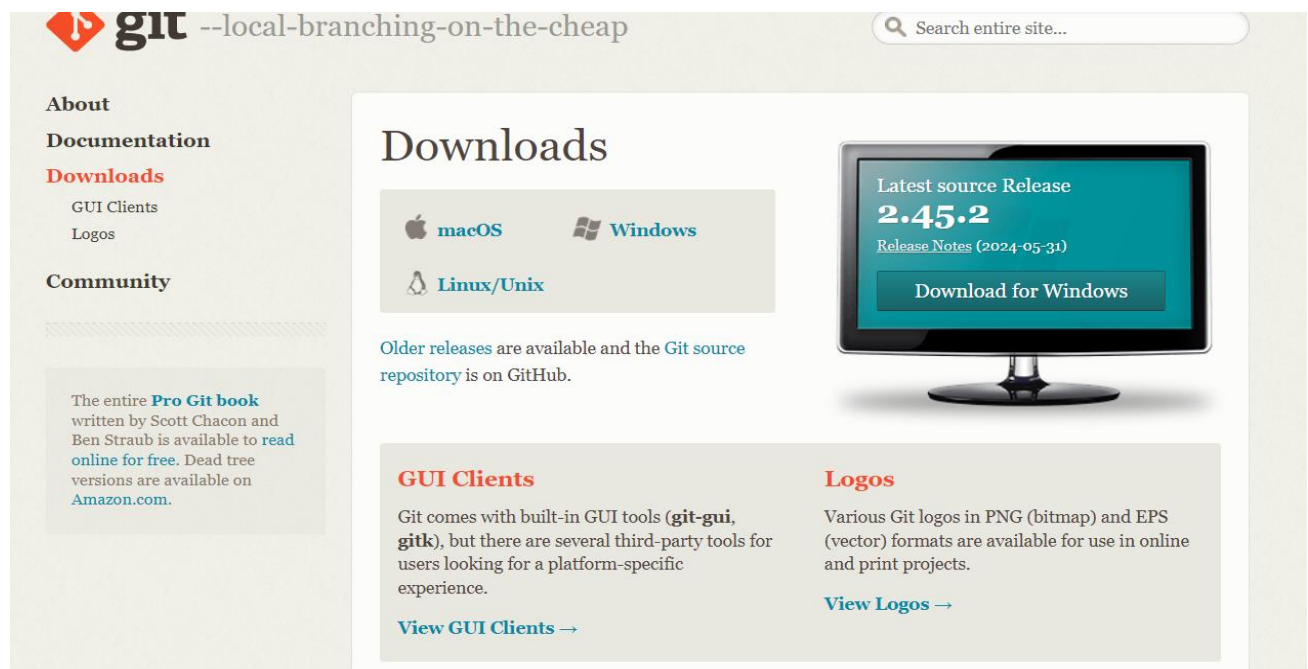 git --local-branching-on-the-cheap
Search entire site...
About
Documentation
Downloads
GUI Clients
Logos
Community
The entire Pro Git book
written by Scott Chacon and
Ben Straub is available to read
online for free. Dead tree
versions are available on
Amazon.com.
Downloads
macOS
Windows
Linux/Unix
Older releases are available and the Git source
repository is on GitHub.
Latest source Release
2.45.2
Release Notes (2024-05-31)
Download for Windows
GUI Clients
Git comes with built-in GUI tools (git-gui,
gitk), but there are several third-party tools for
users looking for a platform-specific
experience.
View GUI Clients →
Logos
Various Git logos in PNG (bitmap) and EPS
(vector) formats are available for use in online
and print projects.
View Logos →